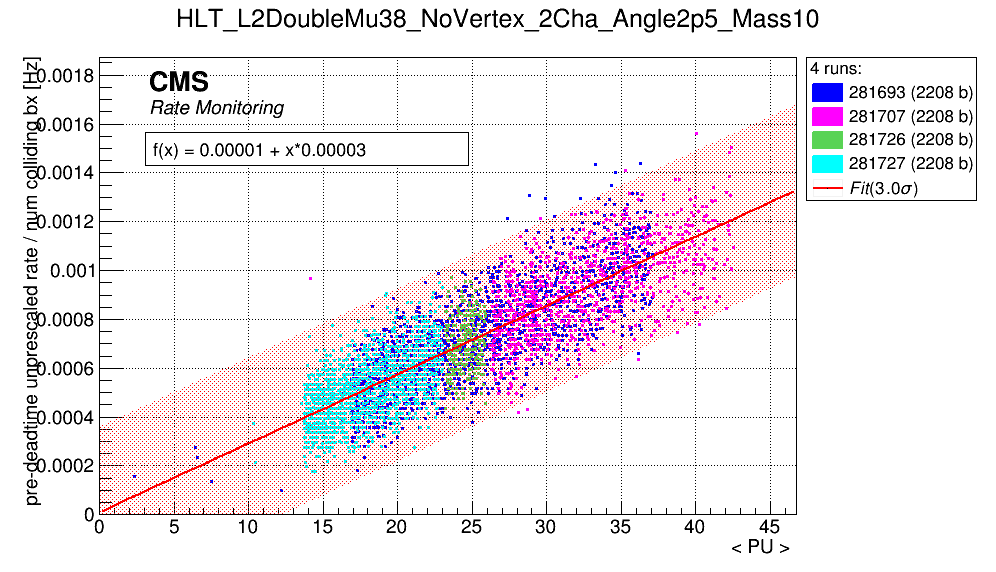 HLT_L2DoubleMu38_NoVertex_2Cha_Angle2p5_Mass10
pre-deadtime unprescaled rate / num colliding bx [Hz]
0.0018
0.0016
0.0014
0.0012
0.001
0.0008
0.0006
0.0004
0.0002
0
CMS
Rate Monitoring
f(x) = 0.00001 + x*0.00003
0 5 10 15 20 25 30 35 40 45
< PU >
4 runs:
281693 (2208 b)
281707 (2208 b)
281726 (2208 b)
281727 (2208 b)
Fit(3.0σ)